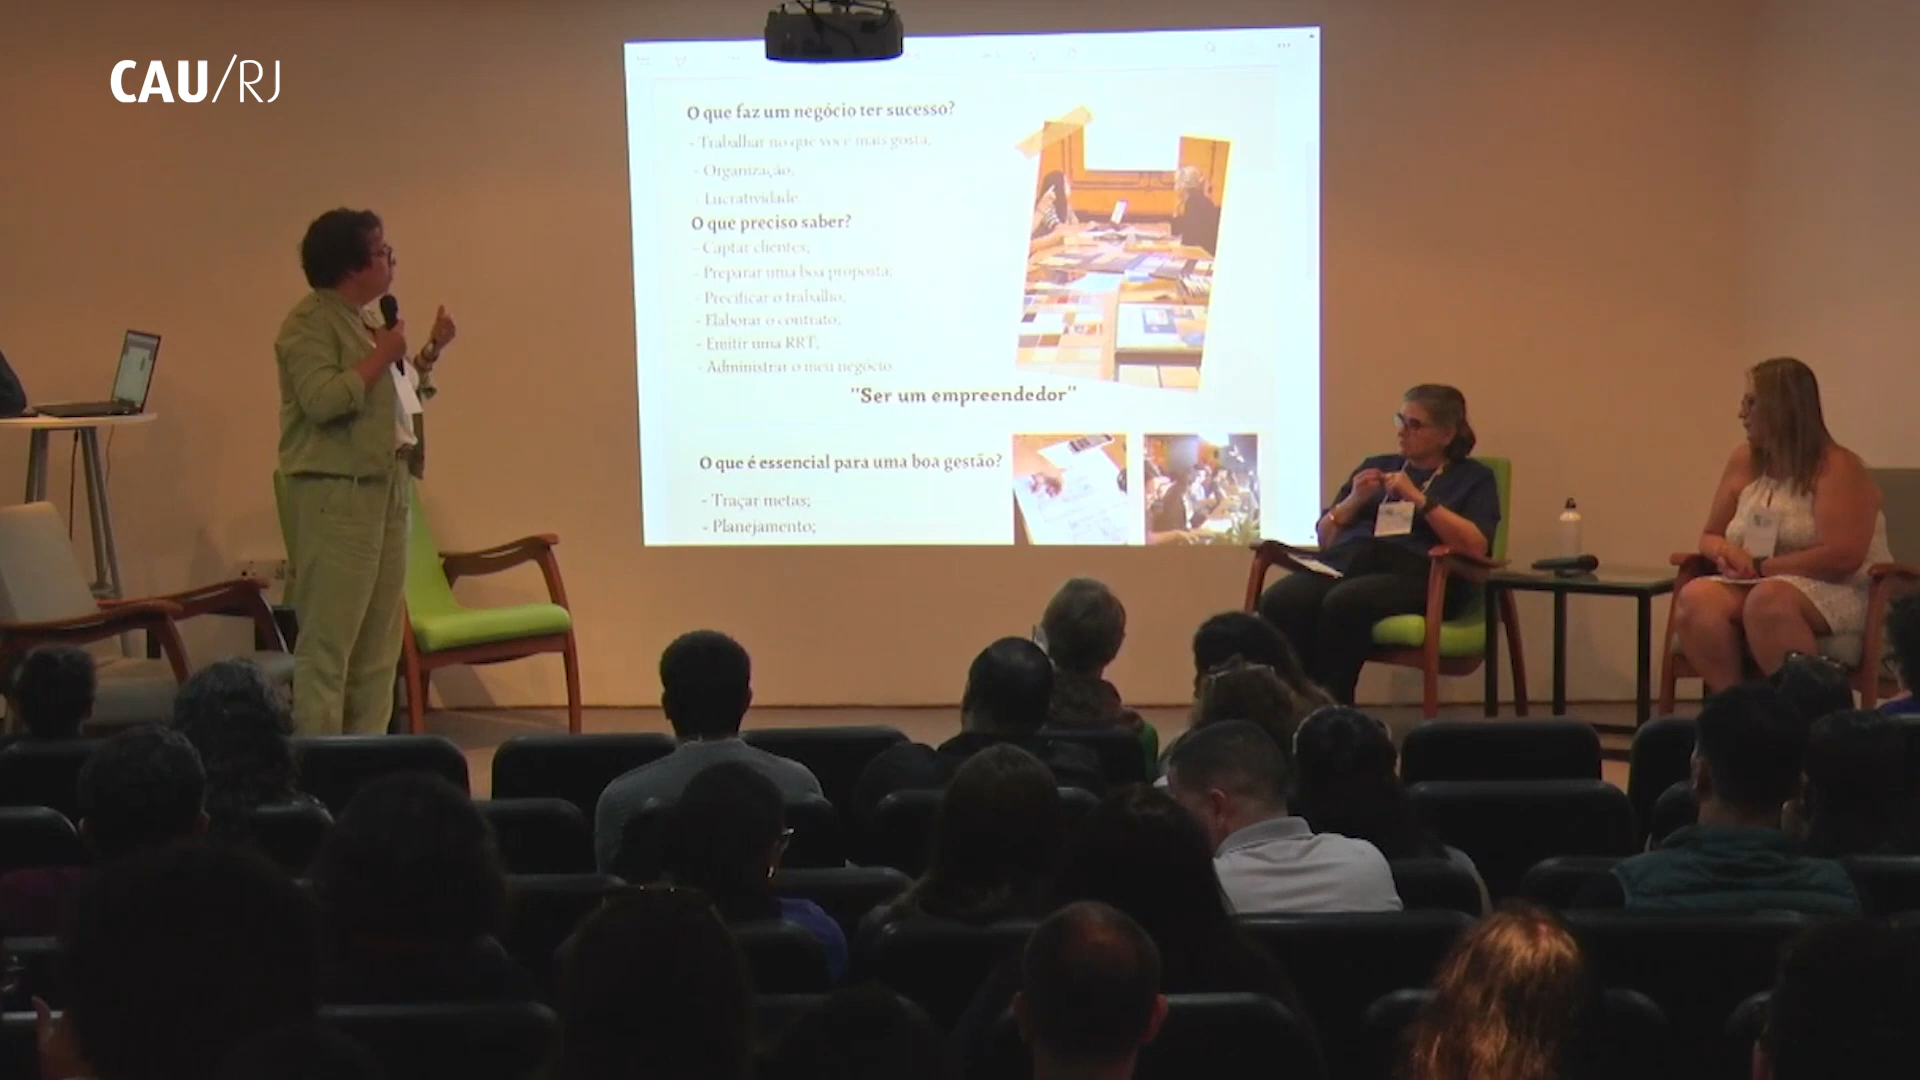 CAU/RJ
O que faz um negócio ter sucesso?
- Trabalhar no que você mais gosta;
- Organização;
- Lucratividade.
O que preciso saber?
- Captar clientes;
- Preparar uma boa proposta;
- Precificar o trabalho;
- Elaborar o contrato;
- Emitir uma RRT;
- Administrar o meu negócio
"Ser um empreendedor"
O que é essencial para uma boa gestão?
- Traçar metas;
- Planejamento;